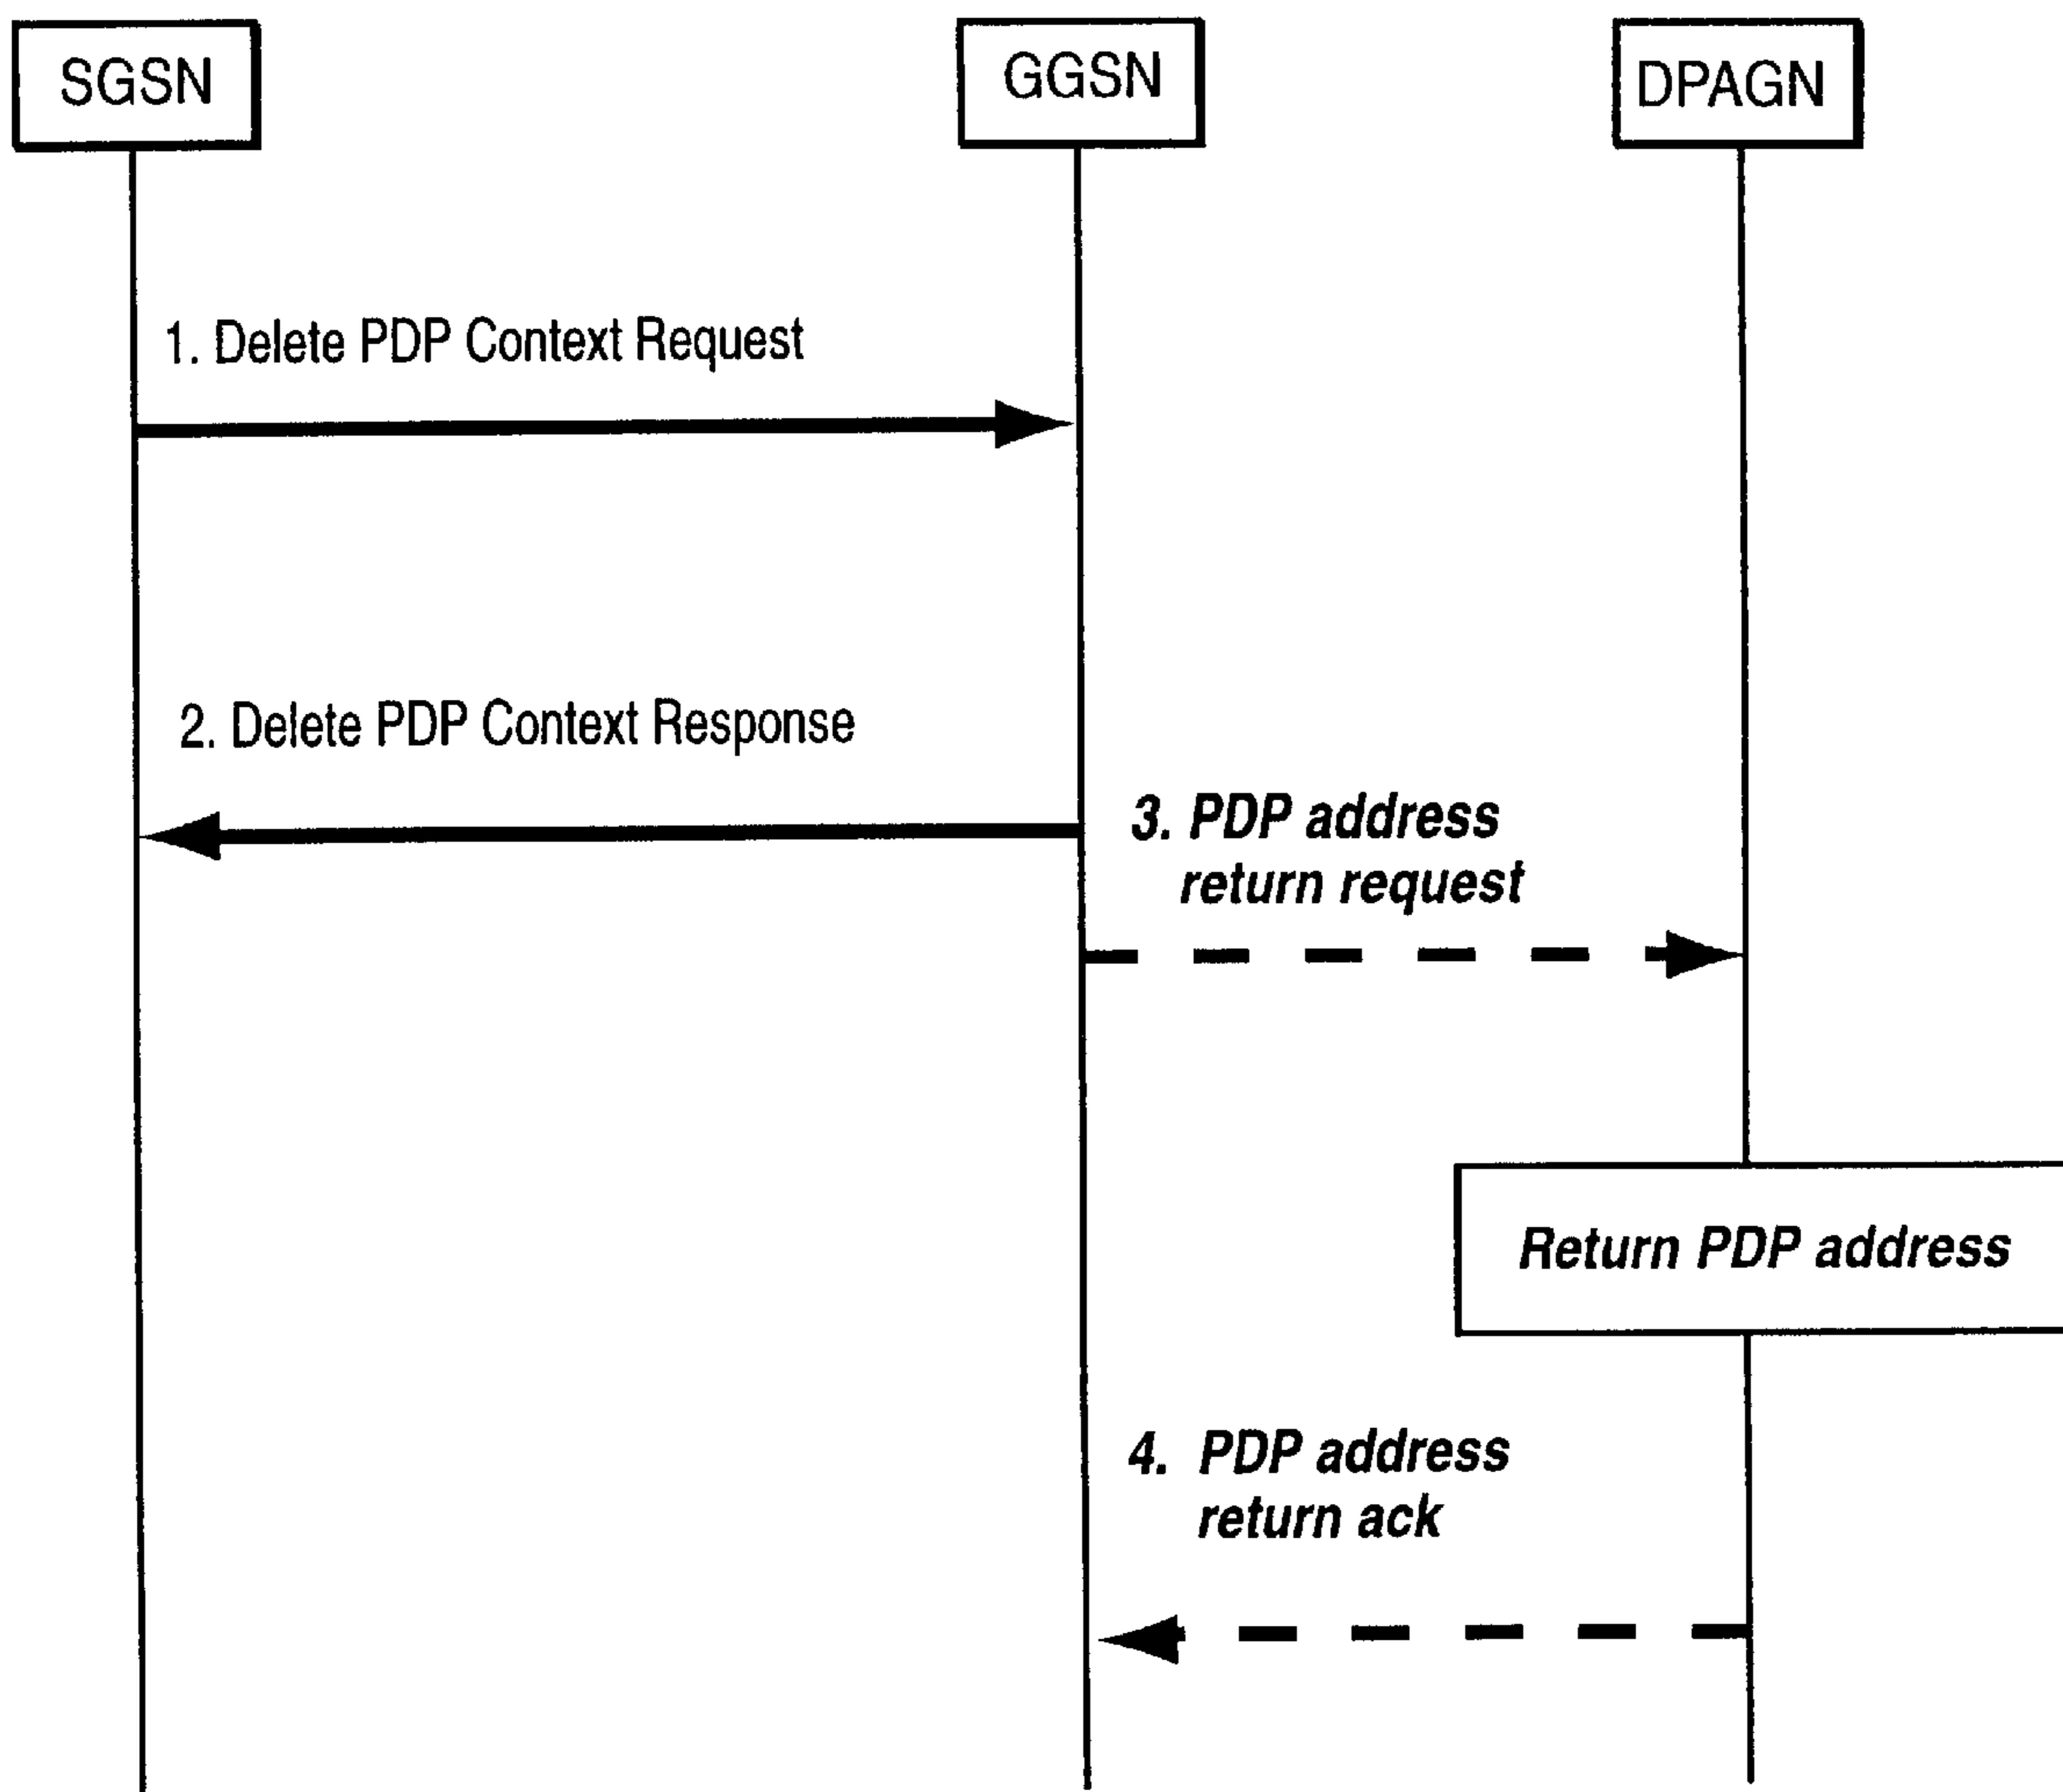 SGSN
GGSN
DPAGN
1. Delete PDP Context Request
2. Delete PDP Context Response
3. PDP address
return request
Return PDP address
4. PDP address
return ack